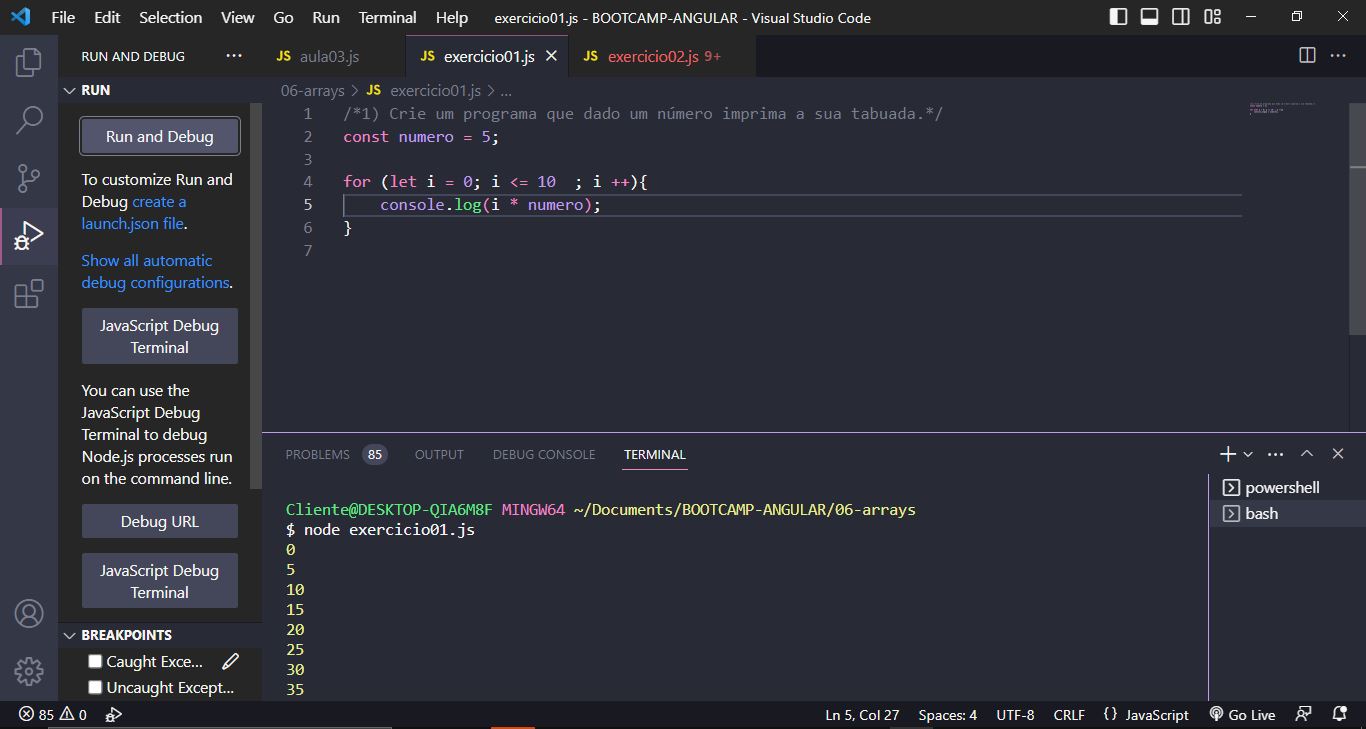 File Edit Selection View Go Run Terminal Help exercicio01.js - BOOTCAMP-ANGULAR - Visual Studio Code
RUN AND DEBUG ···
JS aula03.js JS exercicio01.js JS exercicio02.js 9+
RUN
06-arrays > JS exercicio01.js > ...
Run and Debug
To customize Run and
Debug create a
launch.json file.
Show all automatic
debug configurations.
JavaScript Debug
Terminal
You can use the
JavaScript Debug
Terminal to debug
Node.js processes run
on the command line.
Debug URL
JavaScript Debug
Terminal
BREAKPOINTS
Caught Exce...
Uncaught Except...
1 /*1) Crie um programa que dado um número imprima a sua tabuada.*/
2 const numero = 5;
3
4 for (let i = 0; i <= 10  ; i ++){
5     console.log(i * numero);
6 }
7
PROBLEMS 85 OUTPUT DEBUG CONSOLE TERMINAL
Cliente@DESKTOP-QIA6M8F MINGW64 ~/Documents/BOOTCAMP-ANGULAR/06-arrays
$ node exercicio01.js
0
5
10
15
20
25
30
35
powershell
bash
85 0 Ln 5, Col 27 Spaces: 4 UTF-8 CRLF {} JavaScript Go Live